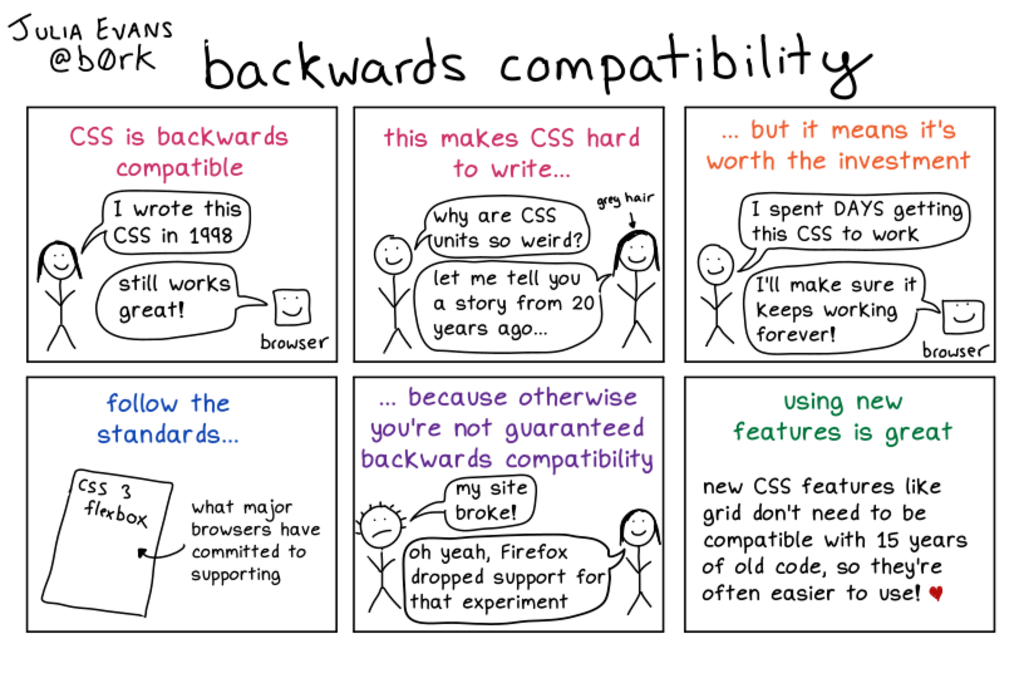 JULIA EVANS
@b0rk
backwards compatibility
CSS is backwards
compatible
I wrote this
CSS in 1998
still works
great!
browser
this makes CSS hard
to write...
grey hair
why are CSS
units so weird?
let me tell you
a story from 20
years ago...
... but it means it's
worth the investment
I spent DAYS getting
this CSS to work
I'll make sure it
keeps working
forever!
browser
follow the
standards...
CSS 3
flexbox
what major
browsers have
committed to
supporting
... because otherwise
you're not guaranteed
backwards compatibility
my site
broke!
oh yeah, Firefox
dropped support for
that experiment
using new
features is great
new CSS features like
grid don't need to be
compatible with 15 years
of old code, so they're
often easier to use! ♥